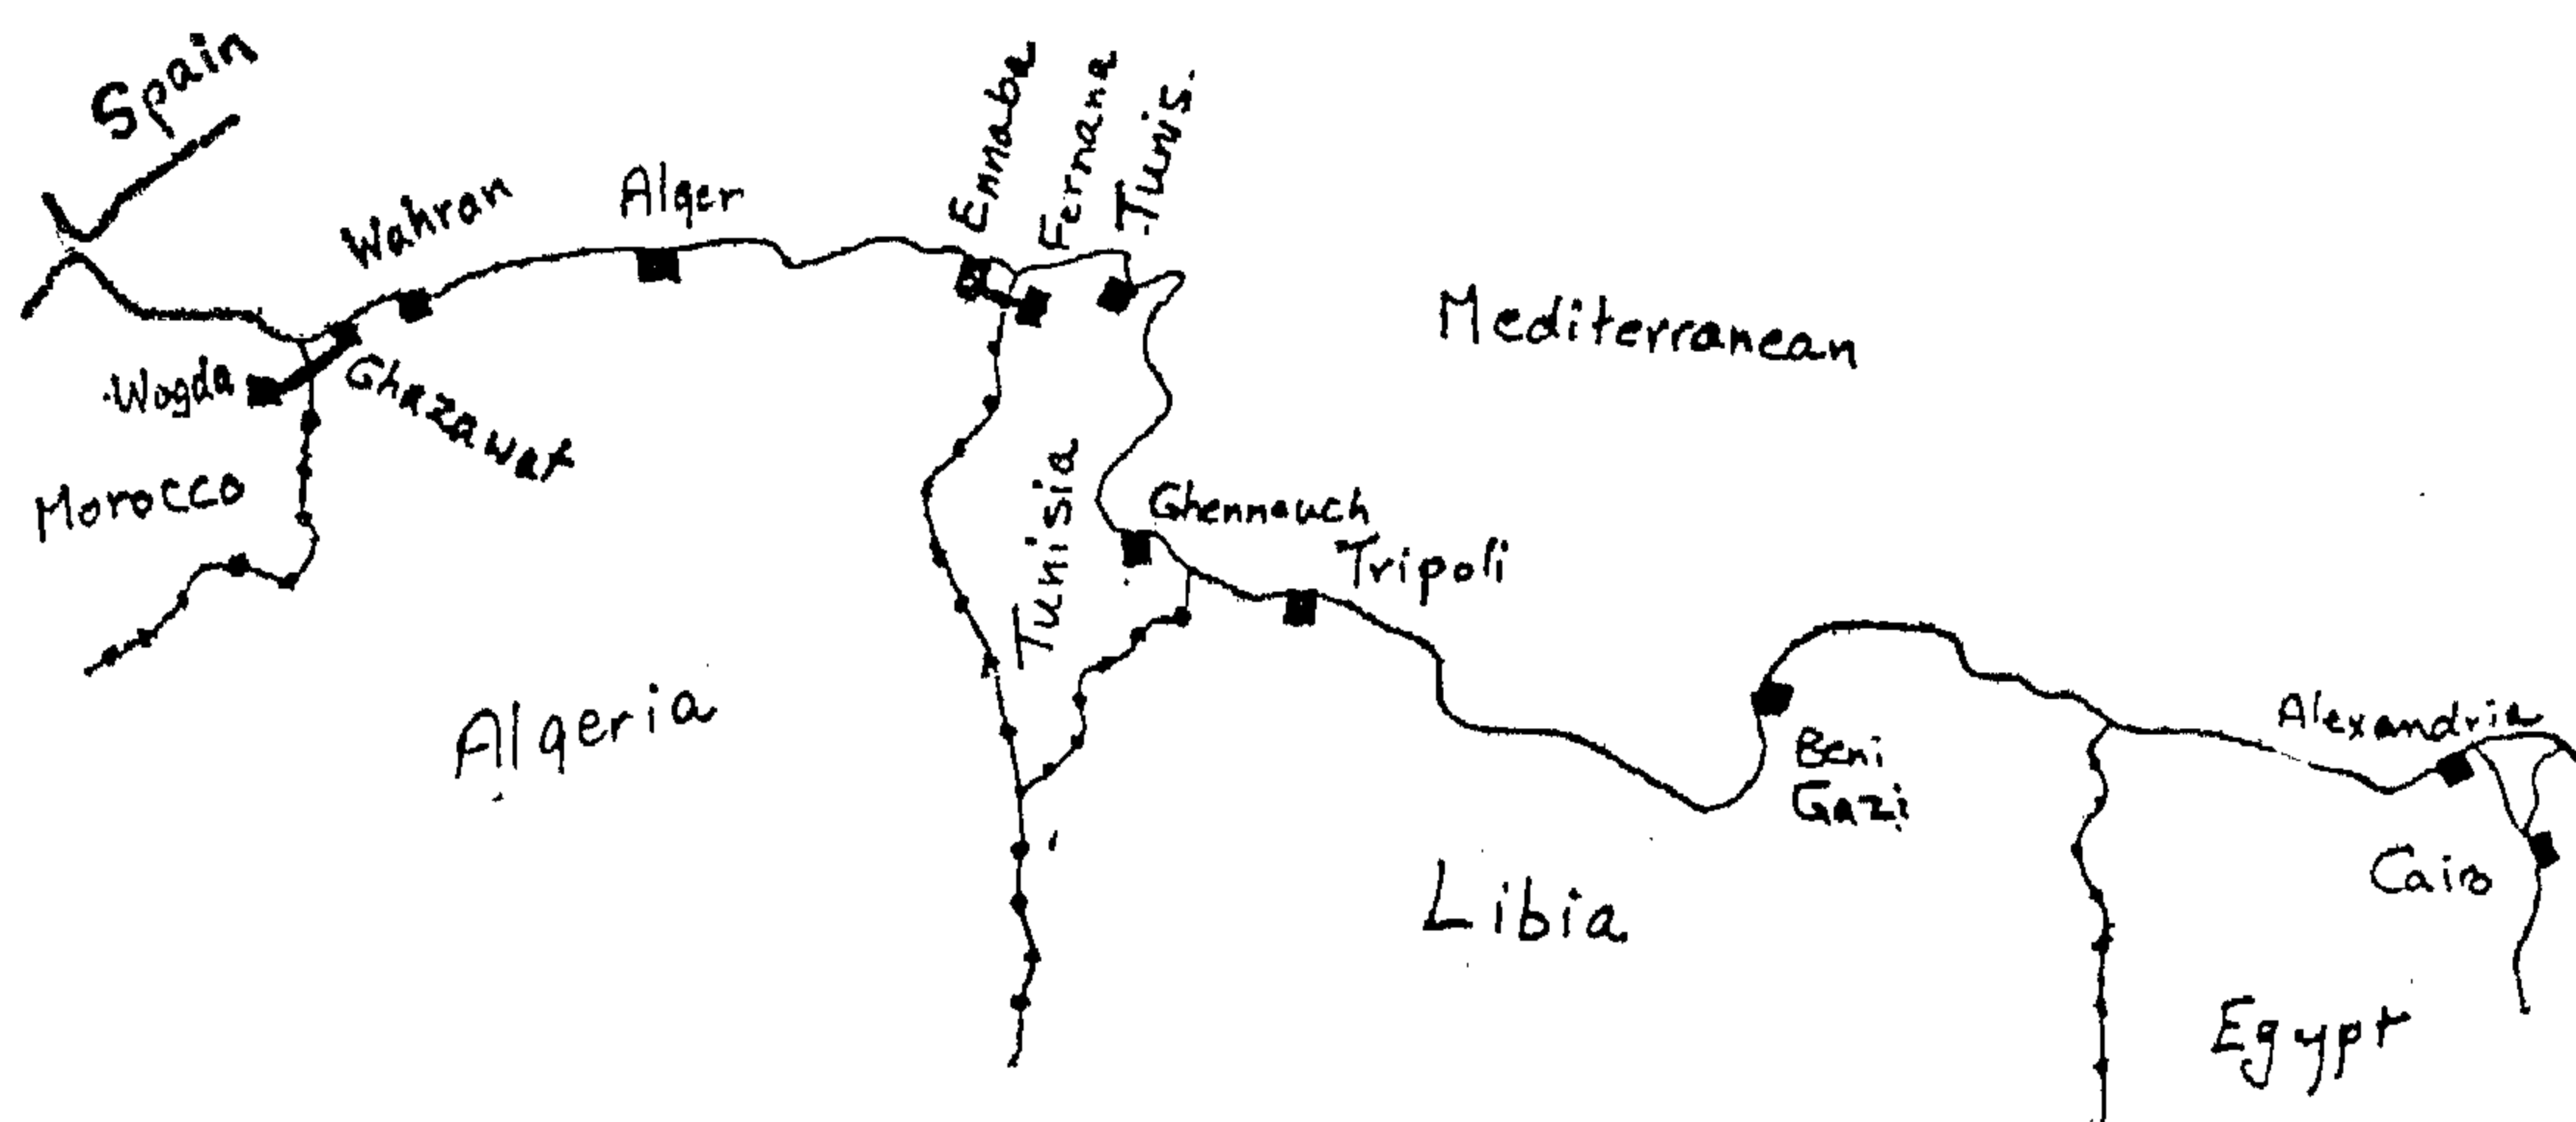 Spain
Wahran
Alger
Ennaba
Fernana
Tunis.
Mediterranean
Wogda
Ghazawat
Morocco
Tunisia
Ghennauch
Tripoli
Algeria
Beni
Gazi
Alexandria
Cairo
Libia
Egypt